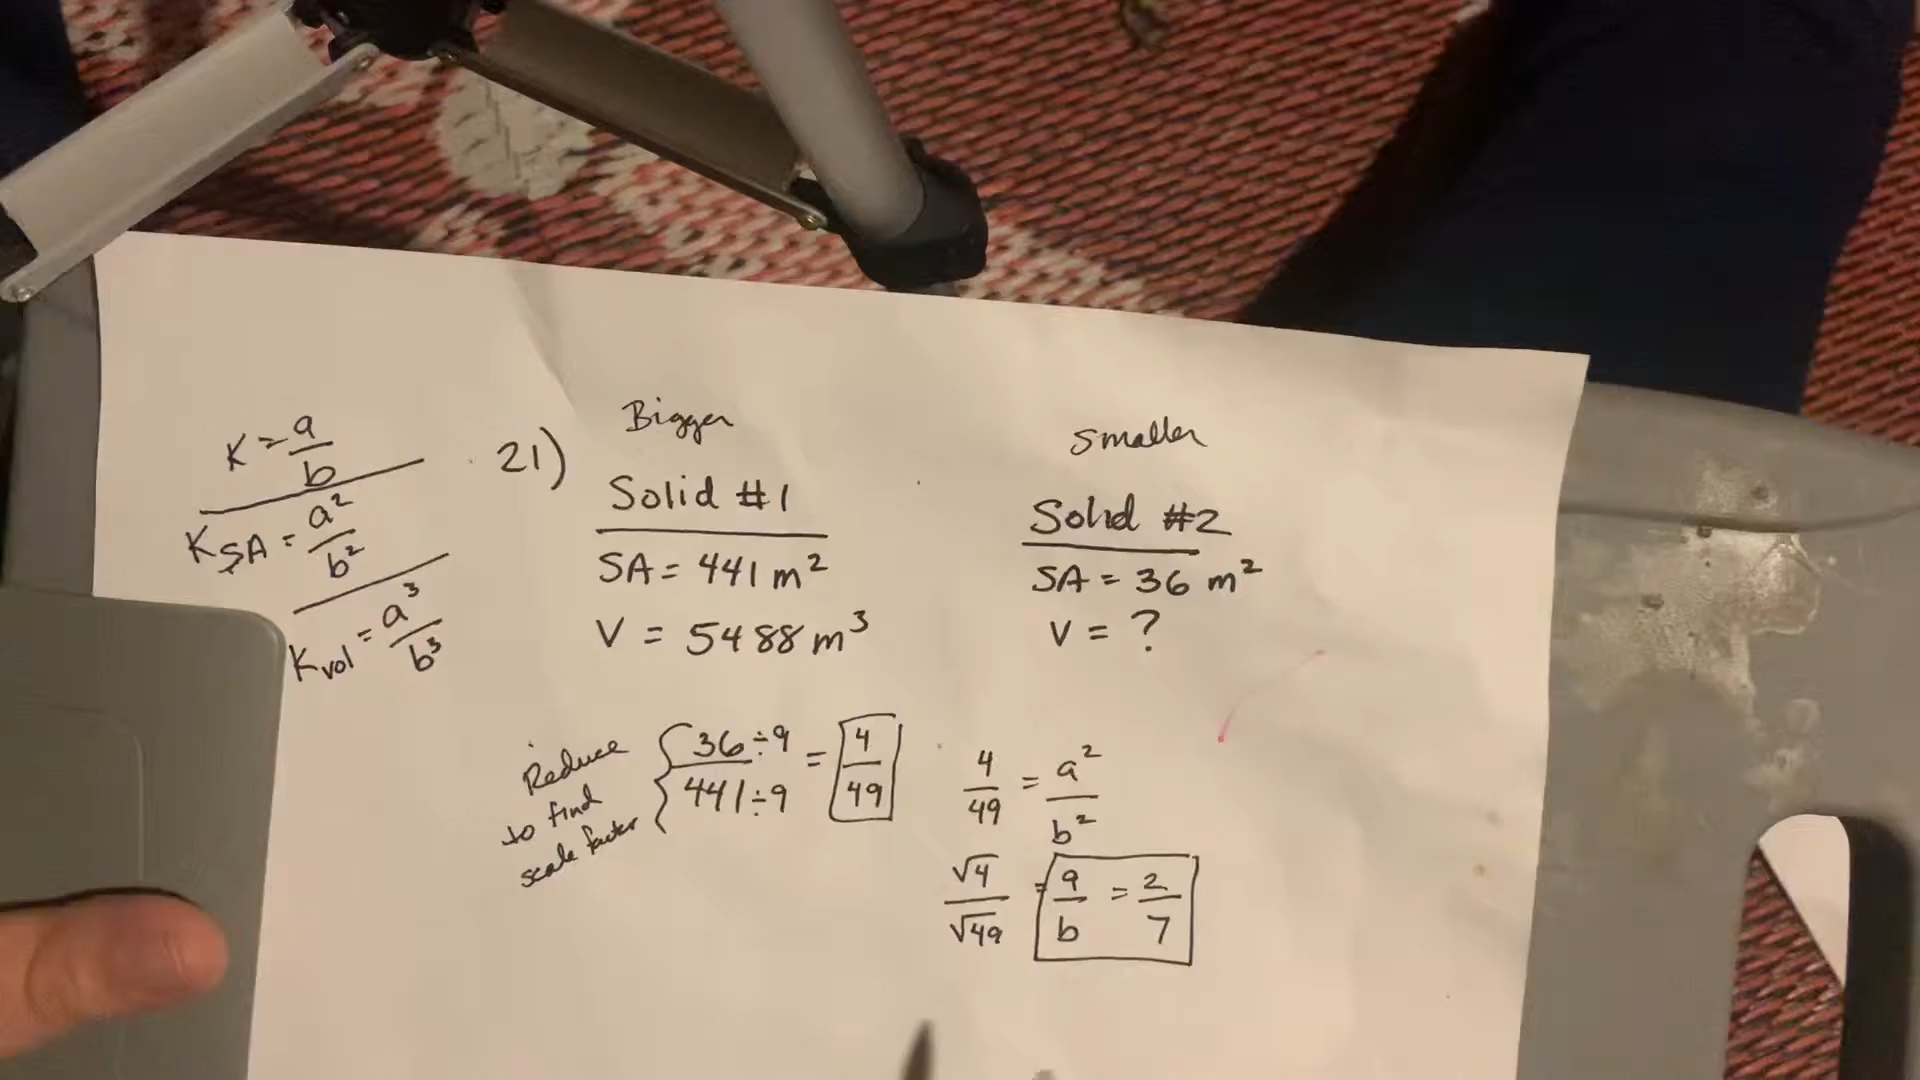 K = a/b
K_SA = a²/b²
K_vol = a³/b³
21)
Bigger
Solid #1
SA = 441 m²
V = 5488 m³
Smaller
Solid #2
SA = 36 m²
V = ?
Reduce
to find
scale factor
36÷9 / 441÷9 = 4/49
4/49 = a²/b²
√4/√49 = a/b = 2/7